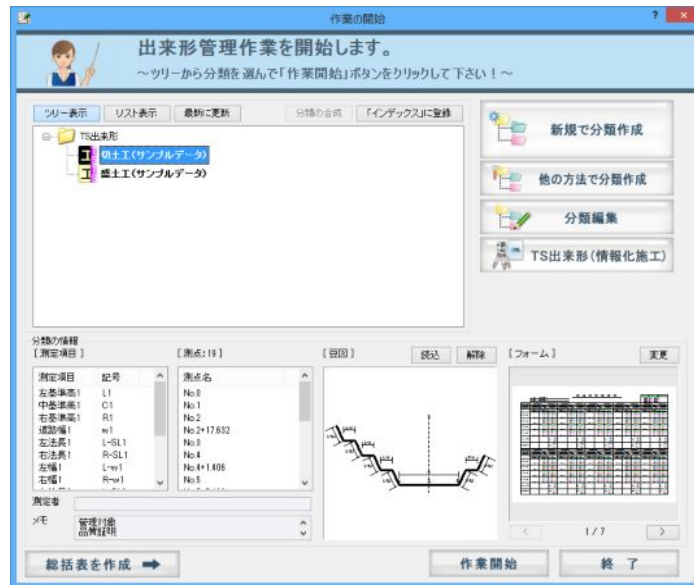 作業の開始
? ×
出来形管理作業を開始します。
～ツリーから分類を選んで「作業開始」ボタンをクリックして下さい！～
ツリー表示 リスト表示 最新に更新 分類の合成 「インデックス」に登録
TS出来形
切土工(サンプルデータ)
盛土工(サンプルデータ)
新規で分類作成
他の方法で分類作成
分類編集
TS出来形(情報化施工)
分類の情報
[測定項目] [測点:19] [豆図] 読込 解除 [フォーム] 変更
測定項目 記号
左基準高1 L1
中基準高1 C1
右基準高1 R1
道路幅1 w1
左法長1 L-SL1
右法長1 R-SL1
左幅1 L-w1
右幅1 R-w1
測点名
No.0
No.1
No.2
No.2+17.632
No.3
No.4
No.4+1.406
No.5
測定者
メモ 管理対象
品質証明
< 1/? >
総括表を作成
作業開始
終 了